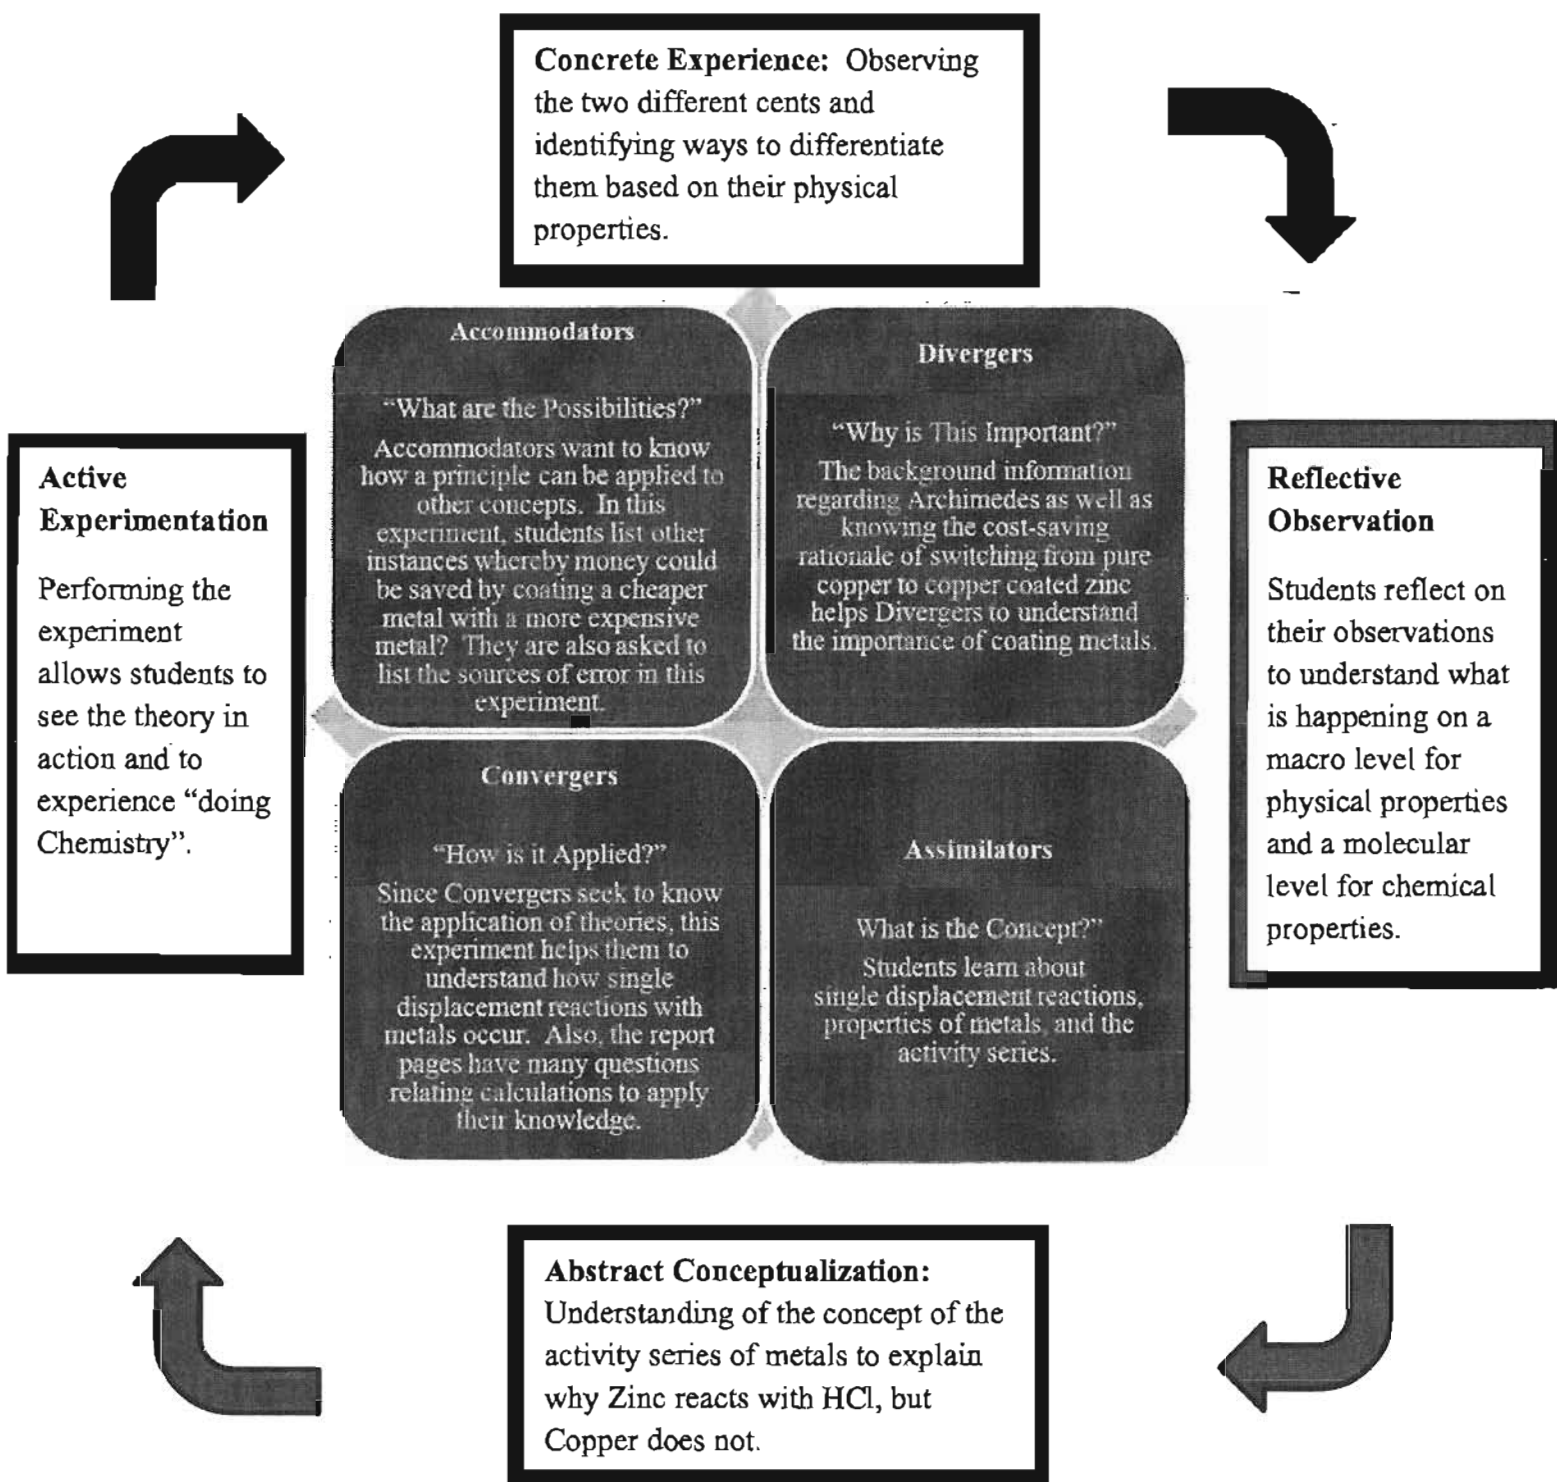 Concrete Experience: Observing
the two different cents and
identifying ways to differentiate
them based on their physical
properties.
Accommodators
"What are the Possibilities?"
Accommodators want to know
how a principle can be applied to
other concepts. In this
experiment, students list other
instances whereby money could
be saved by coating a cheaper
metal with a more expensive
metal? They are also asked to
list the sources of error in this
experiment.
Divergers
"Why is This Important?"
The background information
regarding Archimedes as well as
knowing the cost-saving
rationale of switching from pure
copper to copper coated zinc
helps Divergers to understand
the importance of coating metals.
Active
Experimentation
Performing the
experiment
allows students to
see the theory in
action and to
experience "doing
Chemistry".
Reflective
Observation
Students reflect on
their observations
to understand what
is happening on a
macro level for
physical properties
and a molecular
level for chemical
properties.
Convergers
"How is it Applied?"
Since Convergers seek to know
the application of theories, this
experiment helps them to
understand how single
displacement reactions with
metals occur. Also, the report
pages have many questions
relating calculations to apply
their knowledge.
Assimilators
What is the Concept?"
Students learn about
single displacement reactions,
properties of metals, and the
activity series.
Abstract Conceptualization:
Understanding of the concept of the
activity series of metals to explain
why Zinc reacts with HCl, but
Copper does not.